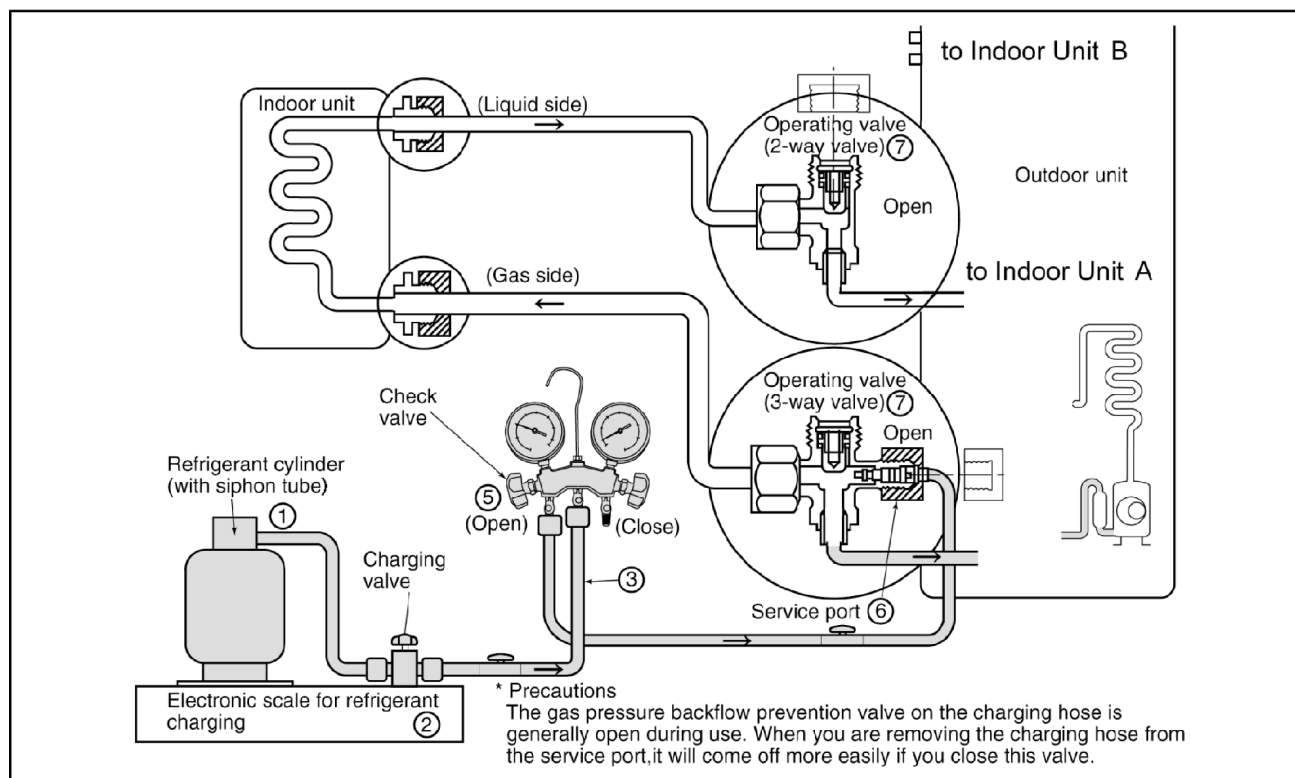 to Indoor Unit B
Indoor unit
(Liquid side)
Operating valve
(2-way valve) ⑦
Open
Outdoor unit
to Indoor Unit A
(Gas side)
Operating valve
(3-way valve) ⑦
Open
Check
valve
Refrigerant cylinder
(with siphon tube)
①
⑤
(Open)
(Close)
Charging
valve
③
Service port ⑥
Electronic scale for refrigerant
charging ②
* Precautions
The gas pressure backflow prevention valve on the charging hose is
generally open during use. When you are removing the charging hose from
the service port,it will come off more easily if you close this valve.